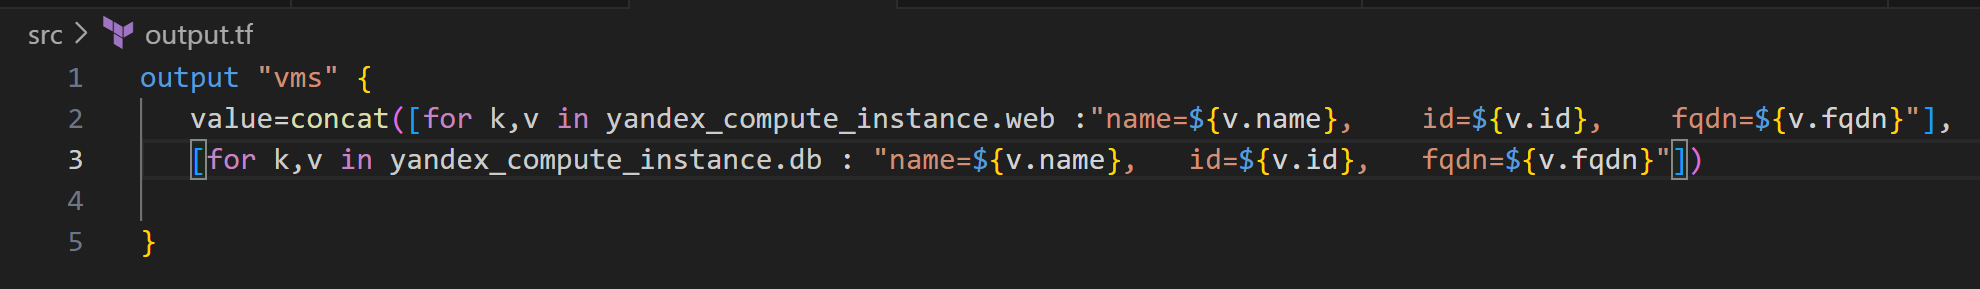 src > output.tf
1 output "vms" {
2    value=concat([for k,v in yandex_compute_instance.web :"name=${v.name},    id=${v.id},    fqdn=${v.fqdn}"],
3    [for k,v in yandex_compute_instance.db : "name=${v.name},   id=${v.id},   fqdn=${v.fqdn}"])
4
5 }